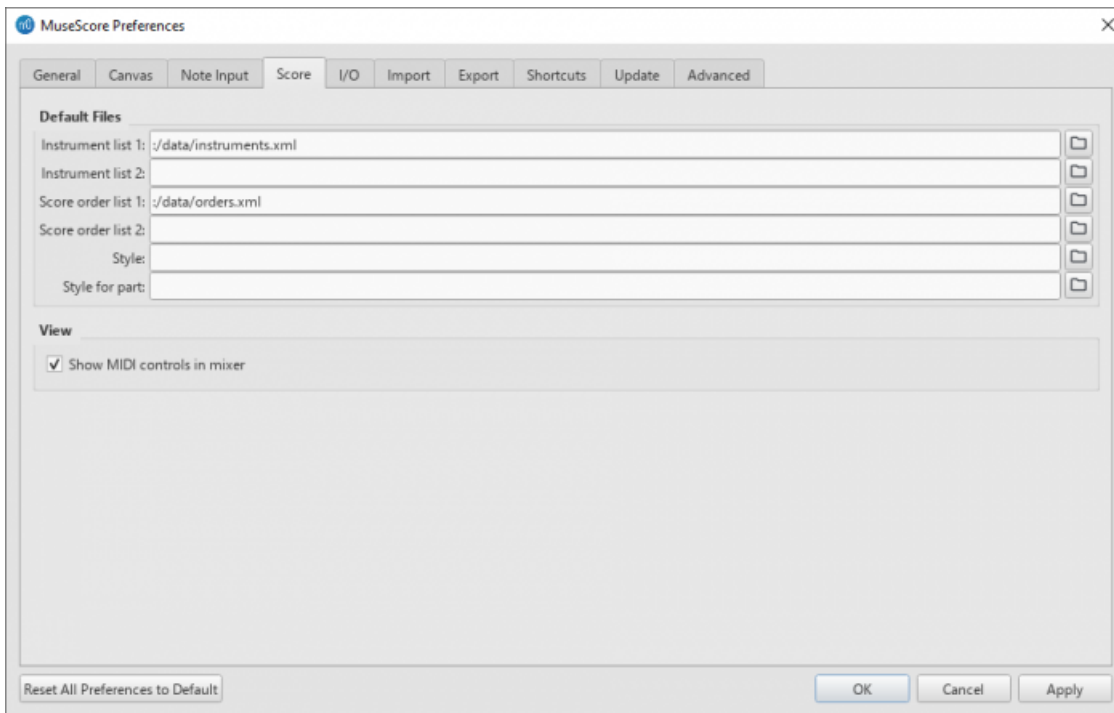 MuseScore Preferences
General Canvas Note Input Score I/O Import Export Shortcuts Update Advanced
Default Files
Instrument list 1: :/data/instruments.xml
Instrument list 2:
Score order list 1: :/data/orders.xml
Score order list 2:
Style:
Style for part:
View
Show MIDI controls in mixer
Reset All Preferences to Default OK Cancel Apply